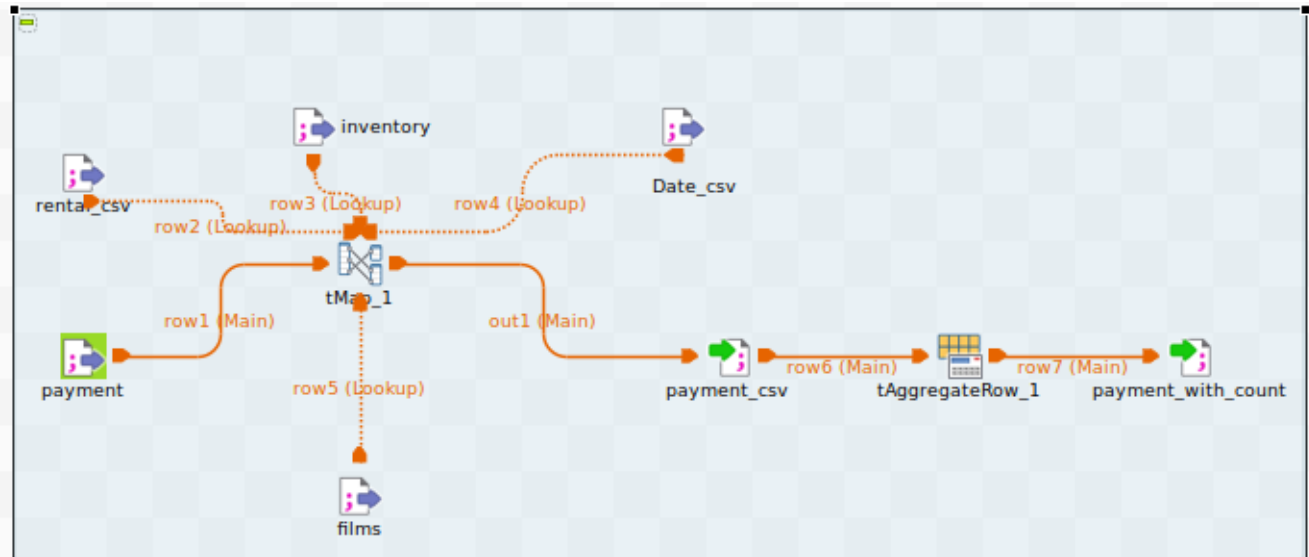 inventory
Date_csv
rental_csv
row3 (Lookup)
row4 (Lookup)
row2 (Lookup)
tMap_1
row1 (Main)
out1 (Main)
payment
row5 (Lookup)
payment_csv
row6 (Main)
tAggregateRow_1
row7 (Main)
payment_with_count
films